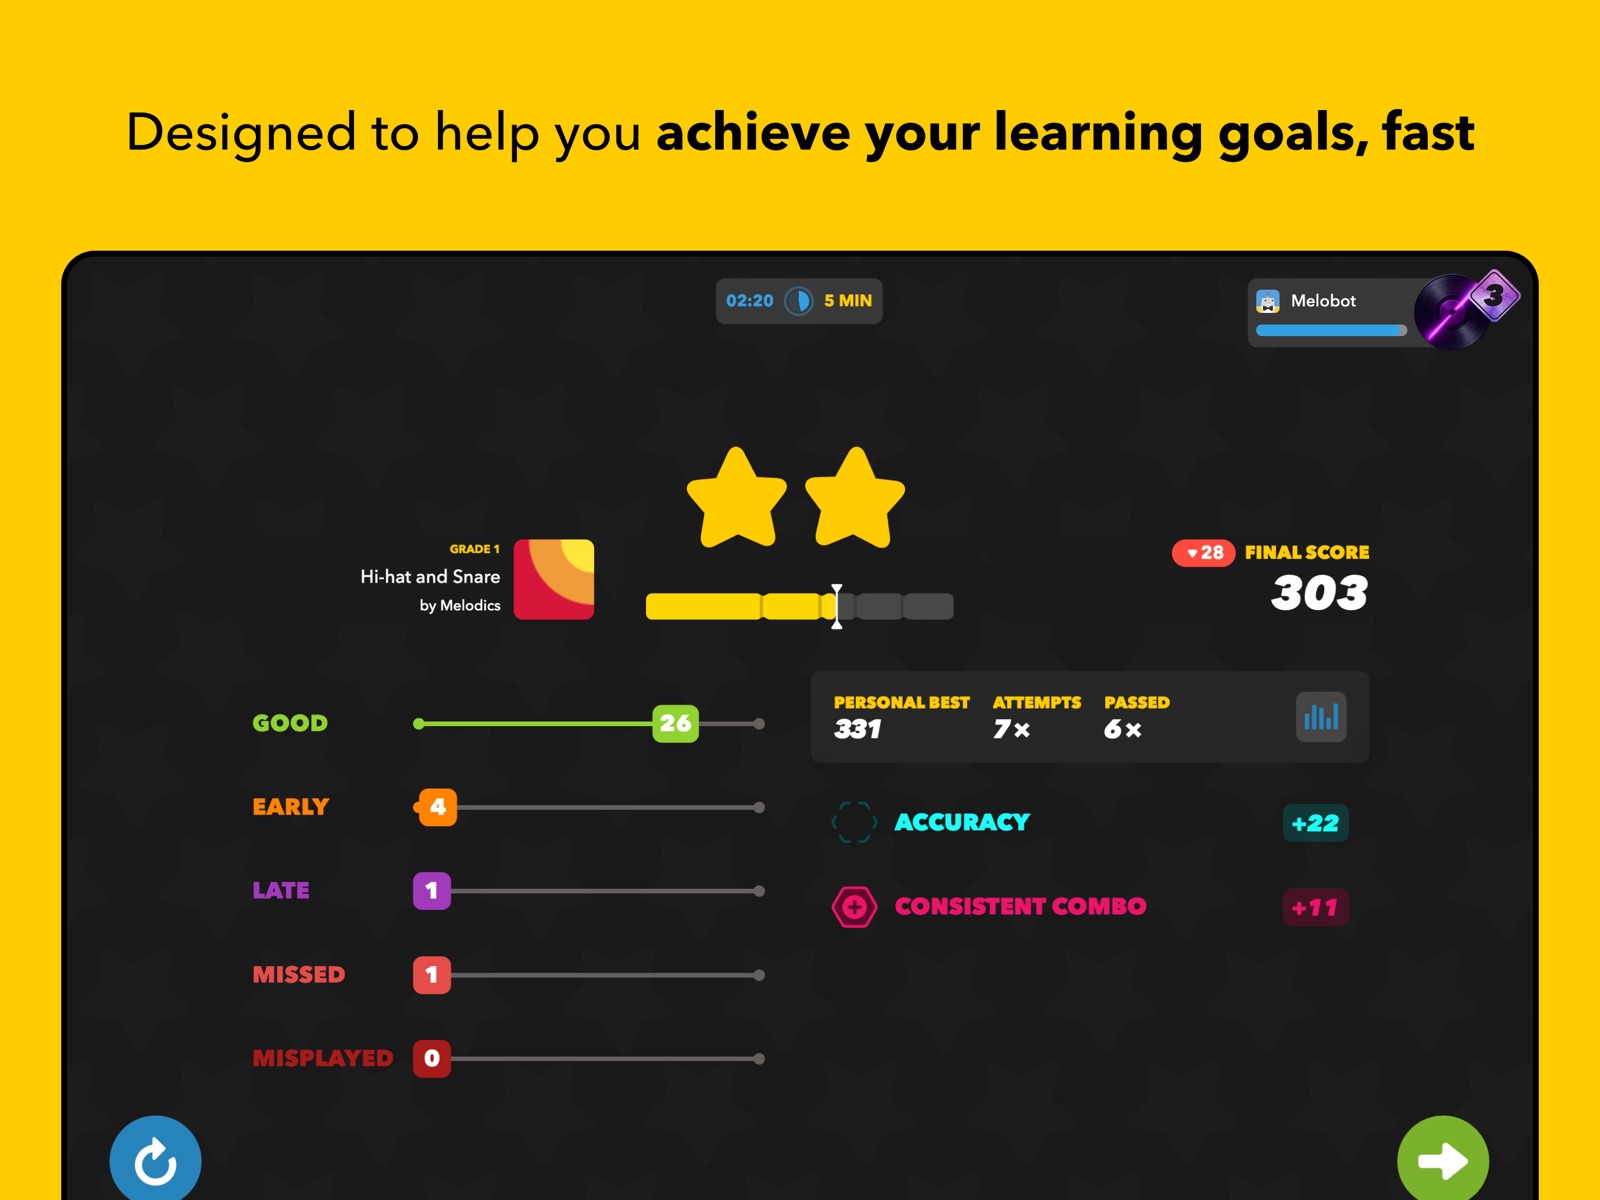 Designed to help you achieve your learning goals, fast
02:20 5 MIN
Melobot
3
GRADE 1
Hi-hat and Snare
by Melodics
▼28 FINAL SCORE
303
PERSONAL BEST ATTEMPTS PASSED
331 7× 6×
GOOD 26
EARLY 4
LATE 1
MISSED 1
MISPLAYED 0
ACCURACY +22
CONSISTENT COMBO +11